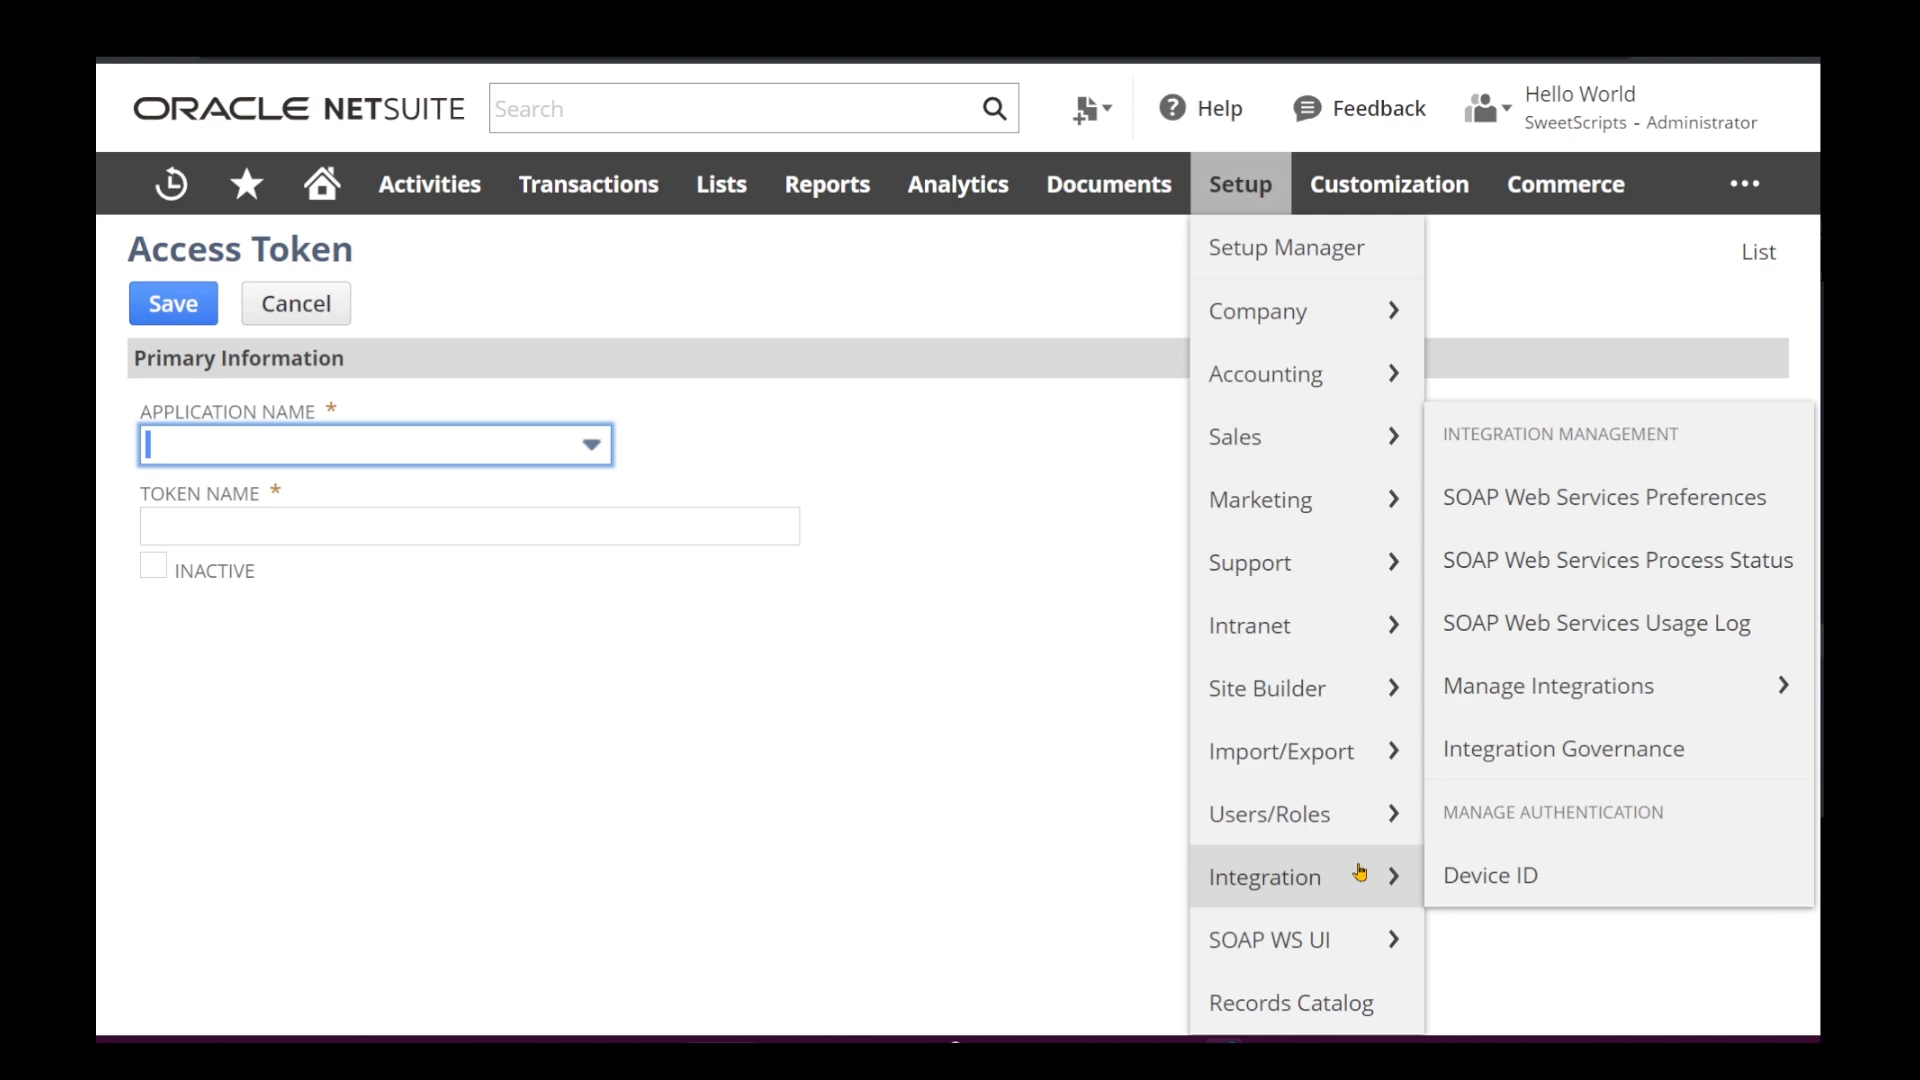 ORACLE NETSUITE
Search
Help
Feedback
Hello World
SweetScripts - Administrator
Activities
Transactions
Lists
Reports
Analytics
Documents
Setup
Customization
Commerce
Access Token
List
Save
Cancel
Primary Information
APPLICATION NAME *
TOKEN NAME *
INACTIVE
Setup Manager
Company
Accounting
Sales
Marketing
Support
Intranet
Site Builder
Import/Export
Users/Roles
Integration
SOAP WS UI
Records Catalog
INTEGRATION MANAGEMENT
SOAP Web Services Preferences
SOAP Web Services Process Status
SOAP Web Services Usage Log
Manage Integrations
Integration Governance
MANAGE AUTHENTICATION
Device ID